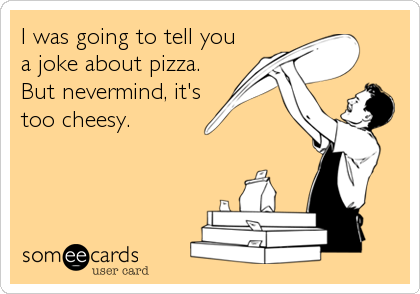 I was going to tell you
a joke about pizza.
But nevermind, it's
too cheesy.
someecards
user card